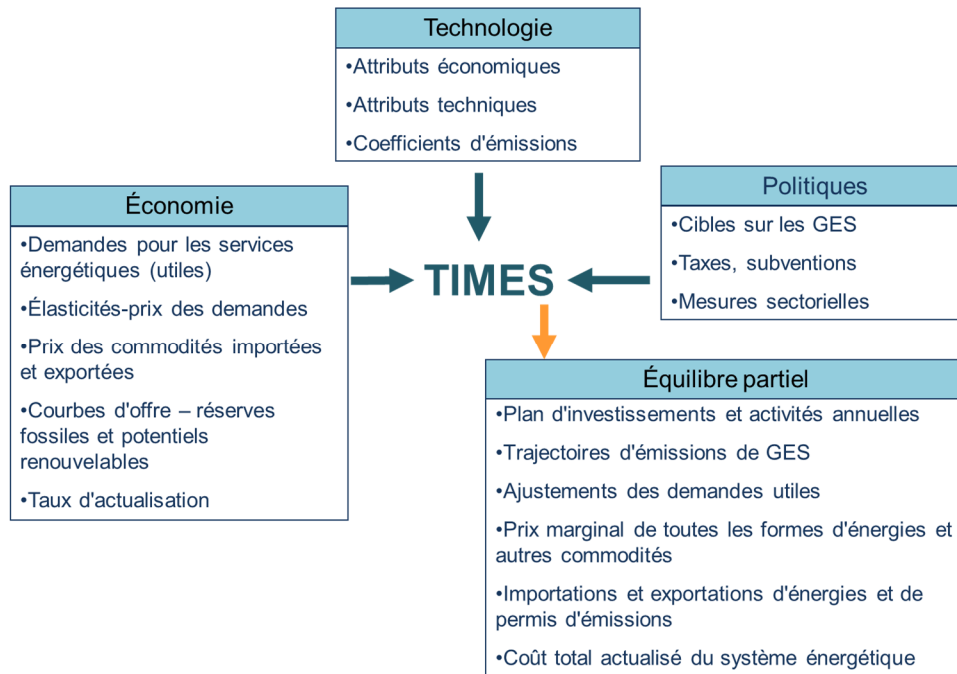 Technologie
•Attributs économiques
•Attributs techniques
•Coefficients d'émissions
Économie
•Demandes pour les services
énergétiques (utiles)
•Élasticités-prix des demandes
•Prix des commodités importées
et exportées
•Courbes d'offre – réserves
fossiles et potentiels
renouvelables
•Taux d'actualisation
TIMES
Politiques
•Cibles sur les GES
•Taxes, subventions
•Mesures sectorielles
Équilibre partiel
•Plan d'investissements et activités annuelles
•Trajectoires d'émissions de GES
•Ajustements des demandes utiles
•Prix marginal de toutes les formes d'énergies et
autres commodités
•Importations et exportations d'énergies et de
permis d'émissions
•Coût total actualisé du système énergétique